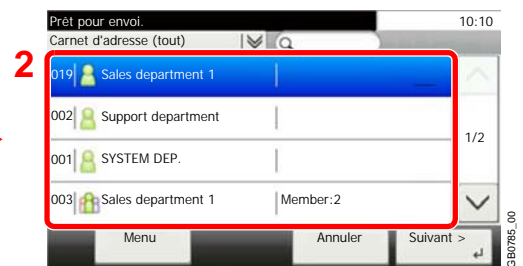 Prêt pour envoi. 10:10
Carnet d'adresse (tout)
2
019 Sales department 1
002 Support department
1/2
001 SYSTEM DEP.
003 Sales department 1 Member:2
Menu Annuler Suivant >
GB0785_00